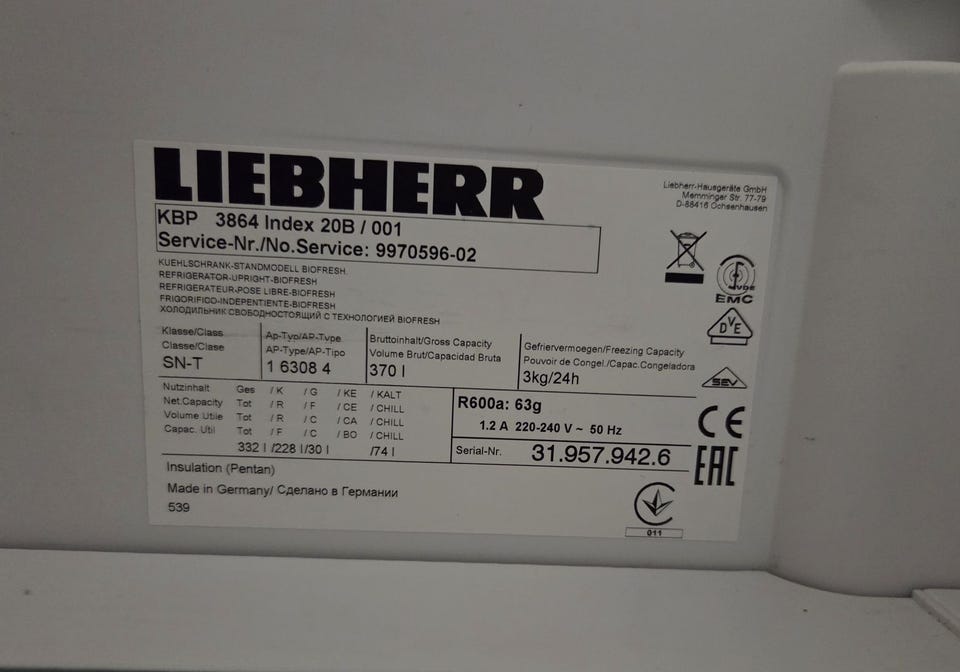 LIEBHERR
Liebherr-Hausgeräte GmbH
Memminger Str. 77-79
D-88416 Ochsenhausen
KBP 3864 Index 20B / 001
Service-Nr./No.Service: 9970596-02
KUEHLSCHRANK-STANDMODELL BIOFRESH.
REFRIGERATOR-UPRIGHT-BIOFRESH
REFRIGERATEUR-POSE LIBRE-BIOFRESH
FRIGORIFICO-INDEPENTIENTE-BIOFRESH
ХОЛОДИЛЬНИК СВОБОДНОСТОЯЩИЙ С ТЕХНОЛОГИЕЙ BIOFRESH
VDE
EMC
DVE
SEV
Klasse/Class
Classe/Clase
SN-T
Ap-Typ/AP-Type
AP-Type/AP-Tipo
1 6308 4
Bruttoinhalt/Gross Capacity
Volume Brut/Capacidad Bruta
370 l
Gefriervermoegen/Freezing Capacity
Pouvoir de Congel./Capac.Congeladora
3kg/24h
Nutzinhalt Ges / K / G / KE / KALT
Net.Capacity Tot / R / F / CE / CHILL
Volume Utile Tot / R / C / CA / CHILL
Capac. Util Tot / F / C / BO / CHILL
332 l /228 l /30 l /74 l
R600a: 63g
1.2 A 220-240 V ~ 50 Hz
Serial-Nr. 31.957.942.6
CE
EAC
Insulation (Pentan)
Made in Germany/ Сделано в Германии
539
011